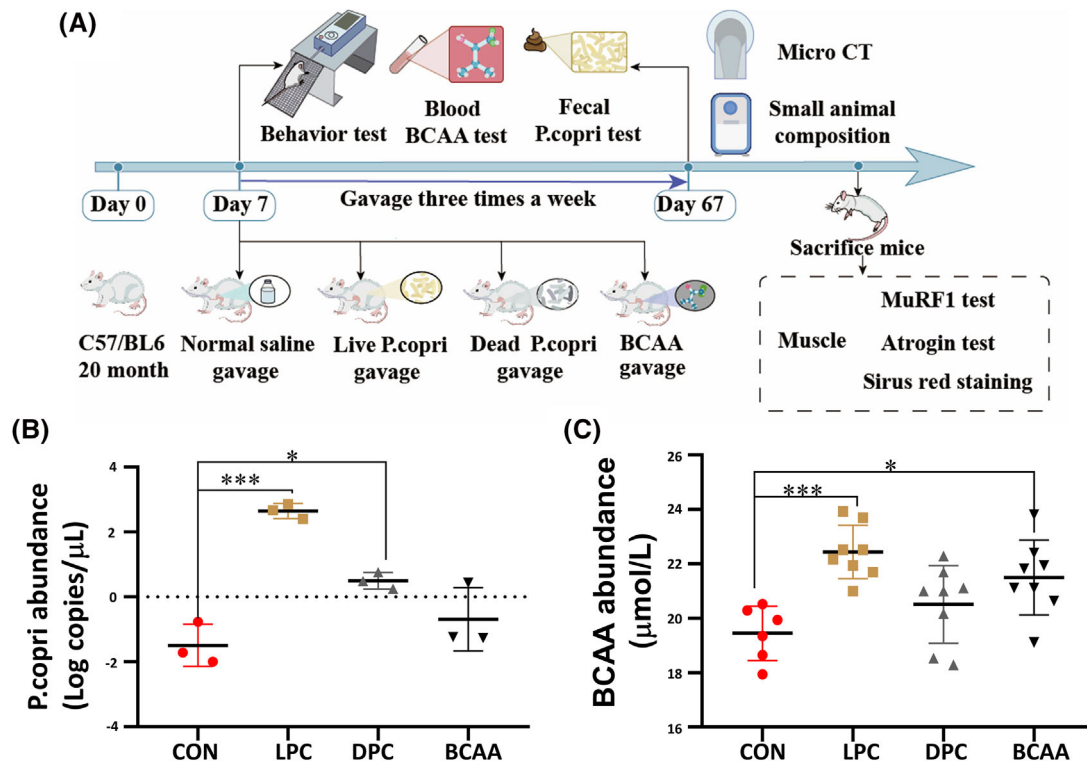 (A)
Micro CT
Behavior test
Blood
BCAA test
Fecal
P.copri test
Small animal
composition
Day 0
Day 7
Gavage three times a week
Day 67
Sacrifice mice
C57/BL6
20 month
Normal saline
gavage
Live P.copri
gavage
Dead P.copri
gavage
BCAA
gavage
Muscle
MuRF1 test
Atrogin test
Sirus red staining
(B)
P.copri abundance
(Log copies/μL)
4
2
0
-2
-4
***
*
CON LPC DPC BCAA
(C)
BCAA abundance
(μmol/L)
26
24
22
20
18
16
***
*
CON LPC DPC BCAA